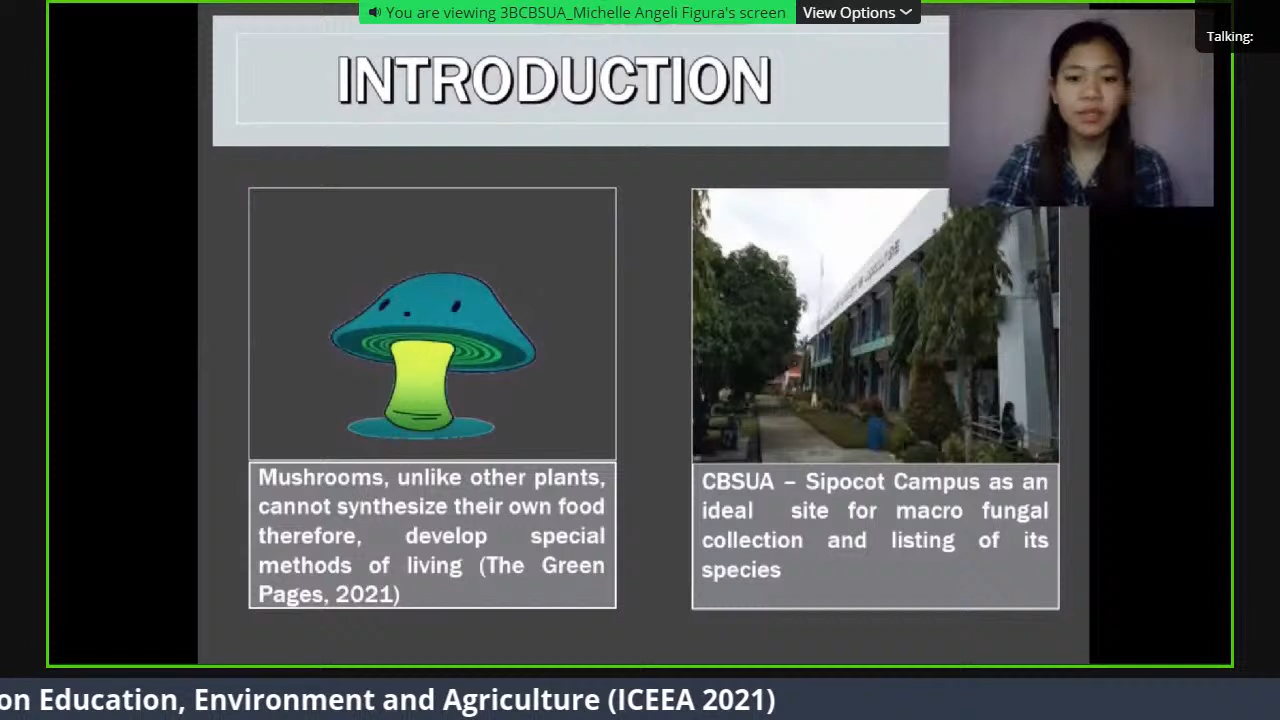 You are viewing 3BCBSUA_Michelle Angeli Figura's screen
View Options
Talking:
INTRODUCTION
Mushrooms, unlike other plants,
cannot synthesize their own food
therefore, develop special
methods of living (The Green
Pages, 2021)
CBSUA – Sipocot Campus as an
ideal site for macro fungal
collection and listing of its
species
on Education, Environment and Agriculture (ICEEA 2021)